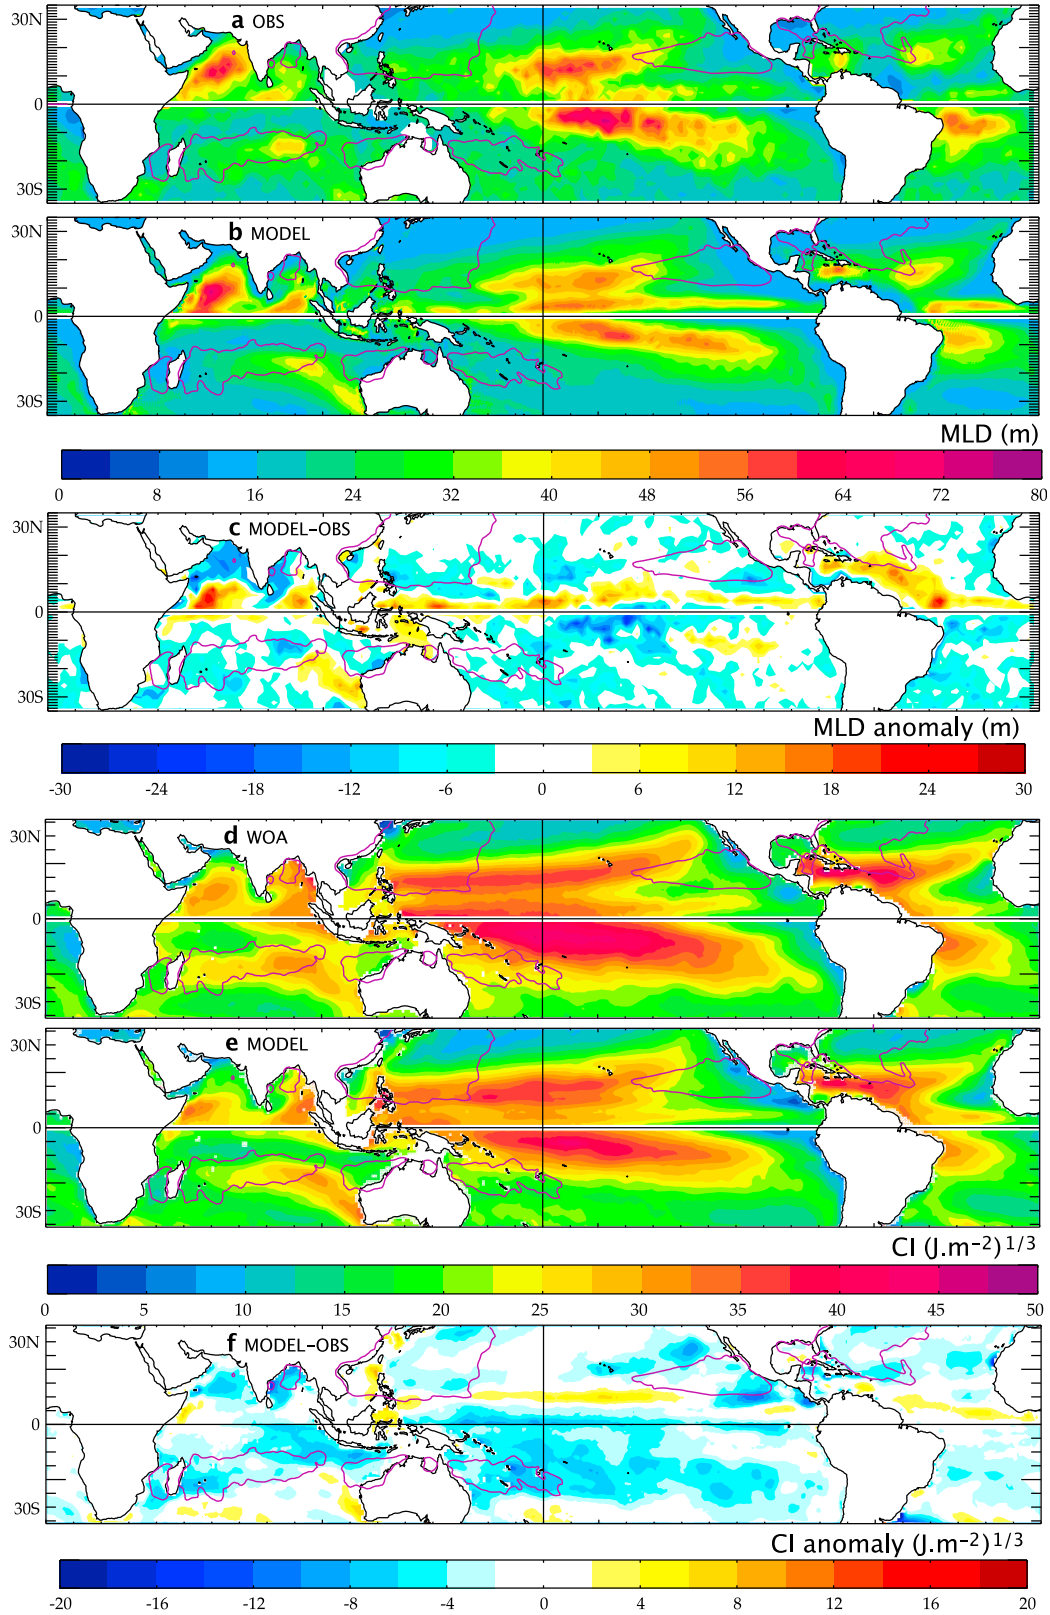 a OBS
30N
0
30S
b MODEL
30N
0
30S
MLD (m)
0 8 16 24 32 40 48 56 64 72 80
c MODEL-OBS
30N
0
30S
MLD anomaly (m)
-30 -24 -18 -12 -6 0 6 12 18 24 30
d WOA
30N
0
30S
e MODEL
30N
0
30S
CI (J.m⁻²)¹/³
0 5 10 15 20 25 30 35 40 45 50
f MODEL-OBS
30N
0
30S
CI anomaly (J.m⁻²)¹/³
-20 -16 -12 -8 -4 0 4 8 12 16 20